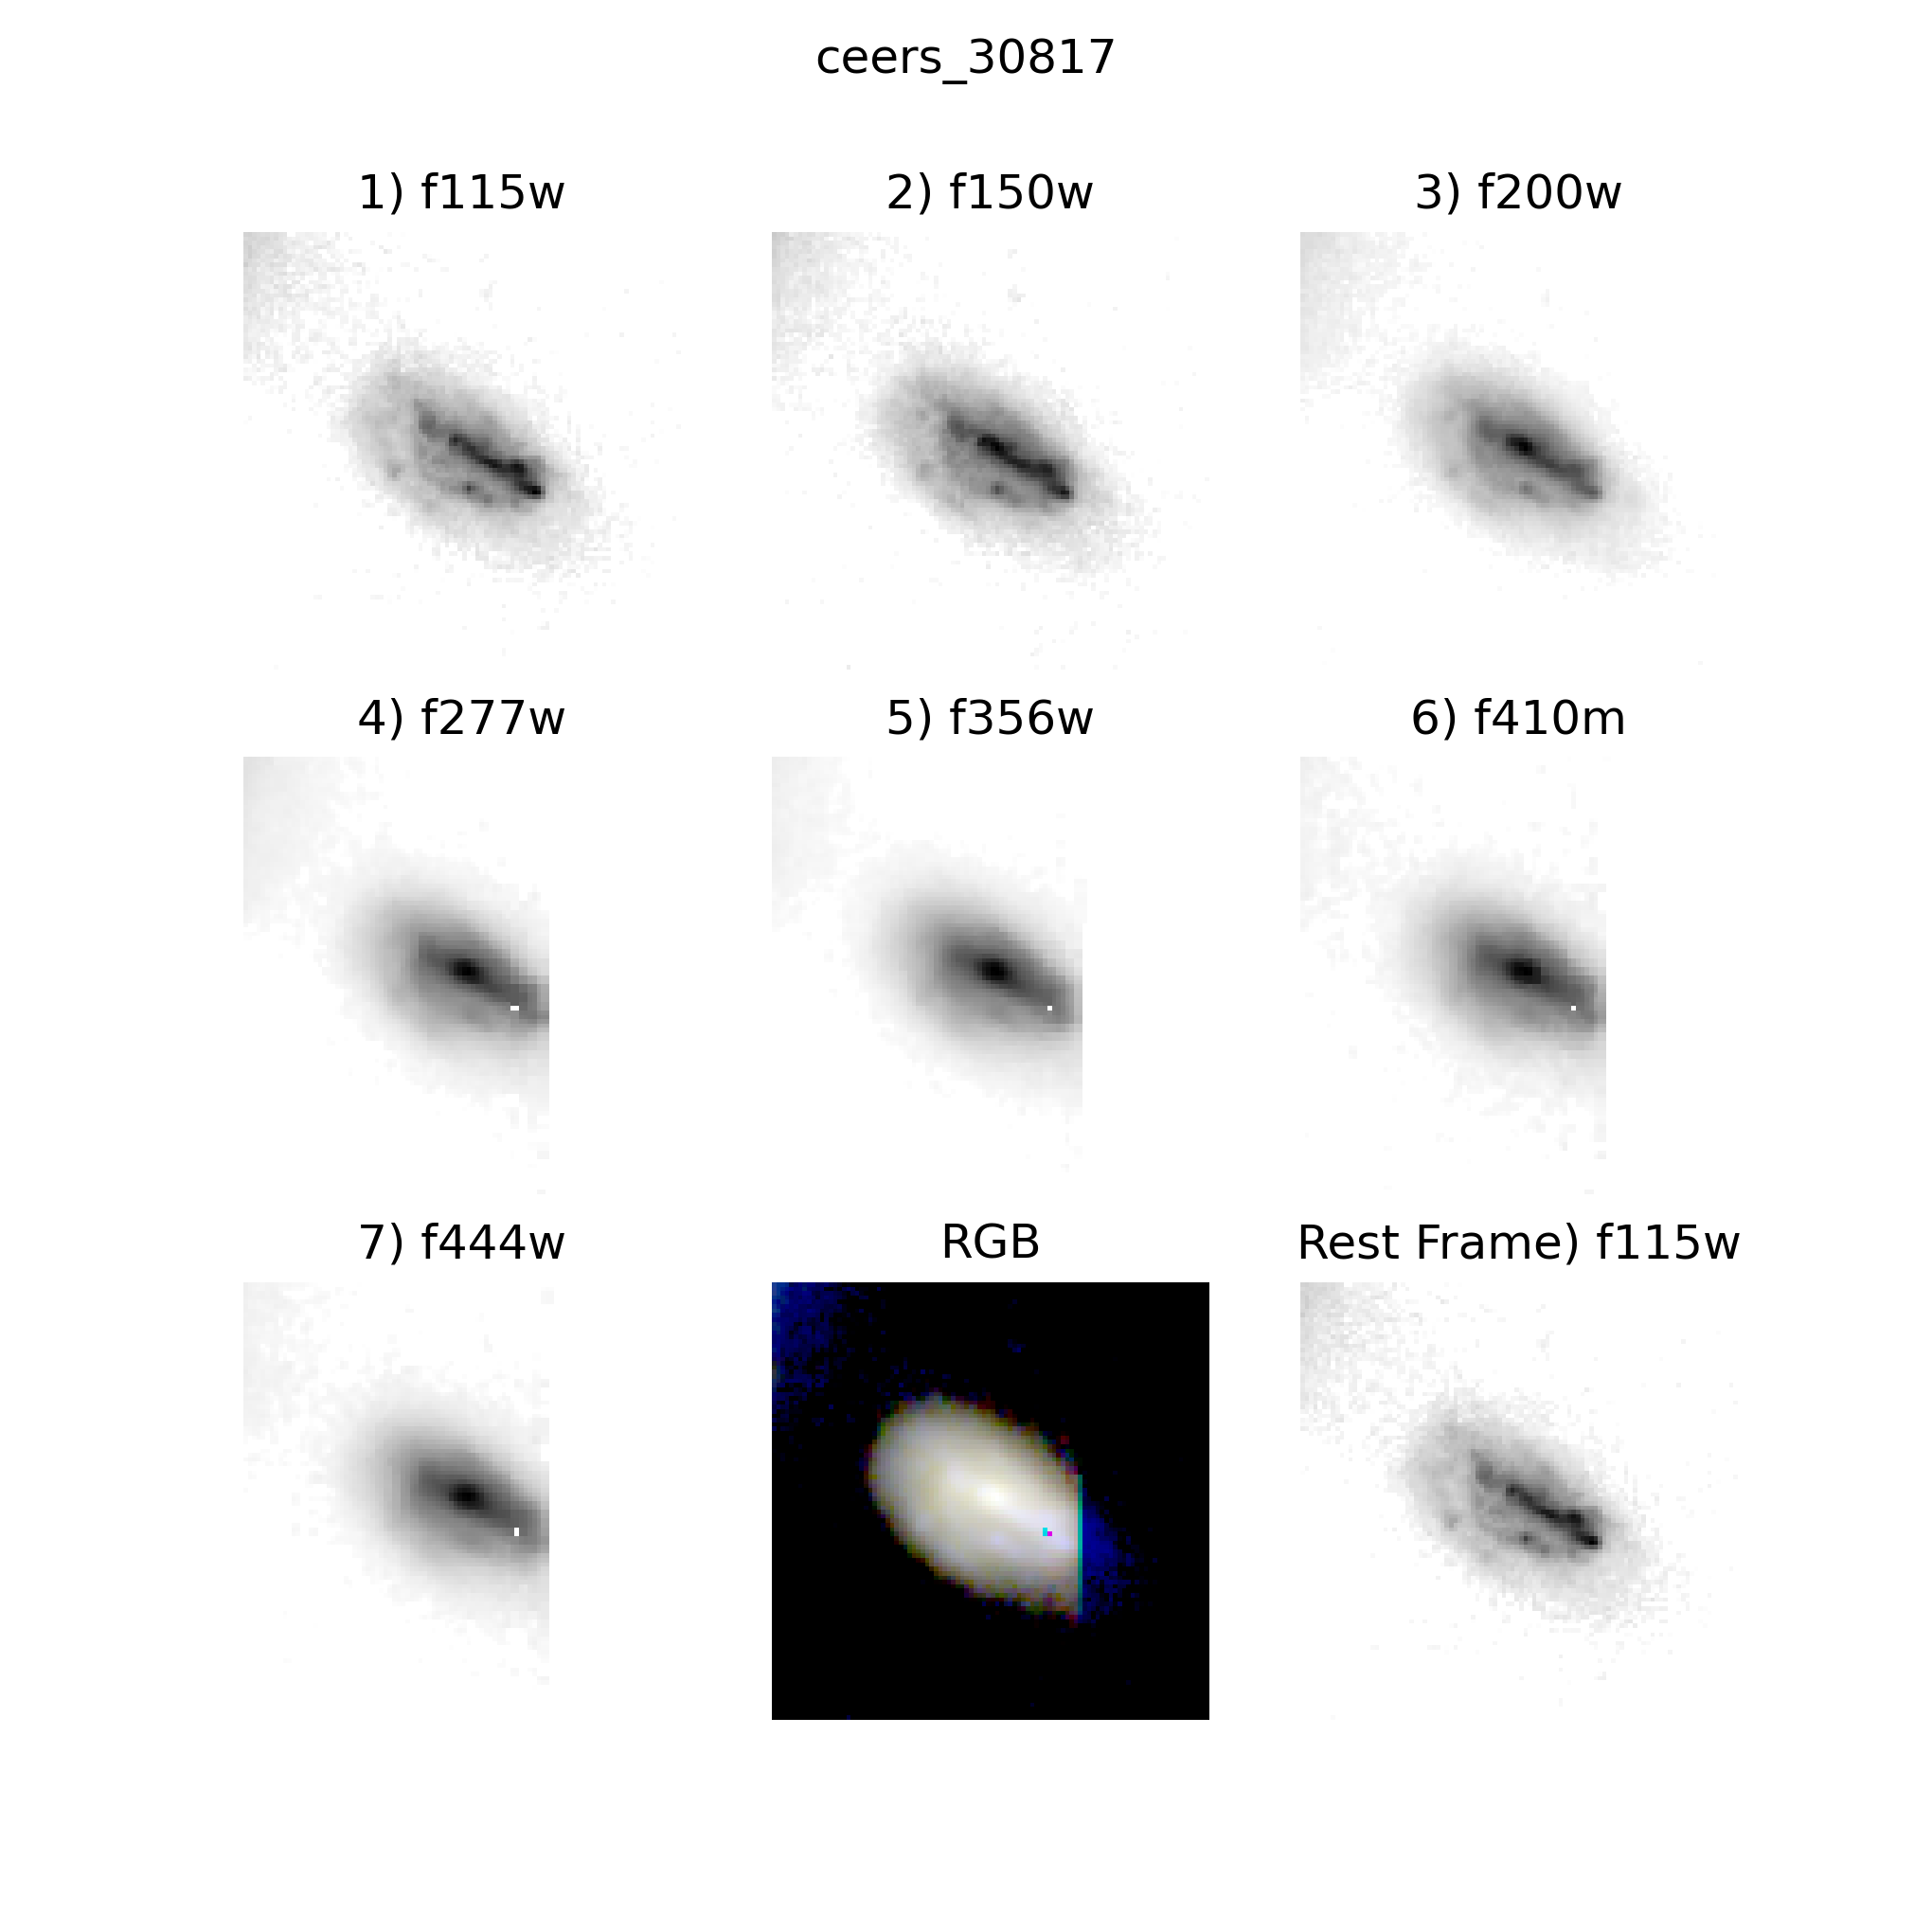 ceers_30817
1) f115w
2) f150w
3) f200w
4) f277w
5) f356w
6) f410m
7) f444w
RGB
Rest Frame) f115w